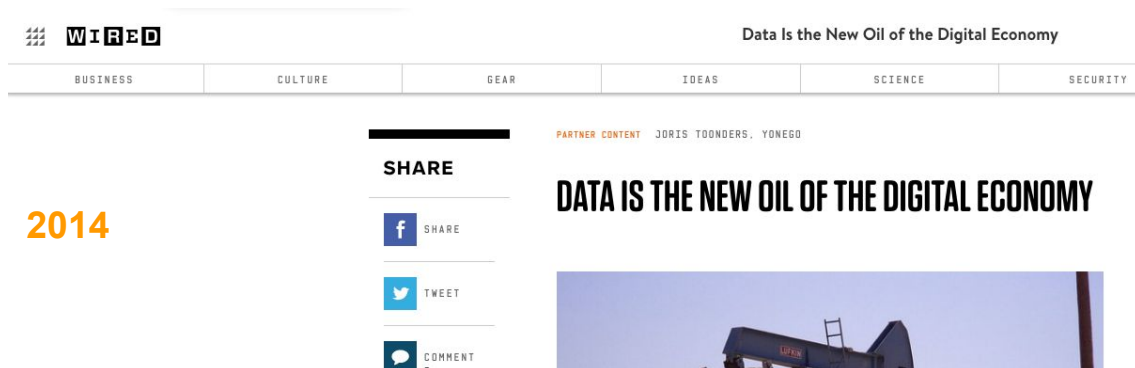 WIRED
Data Is the New Oil of the Digital Economy
BUSINESS CULTURE GEAR IDEAS SCIENCE SECURITY
PARTNER CONTENT JORIS TOONDERS, YONEGO
SHARE
DATA IS THE NEW OIL OF THE DIGITAL ECONOMY
2014
SHARE
TWEET
LUFKIN
COMMENT